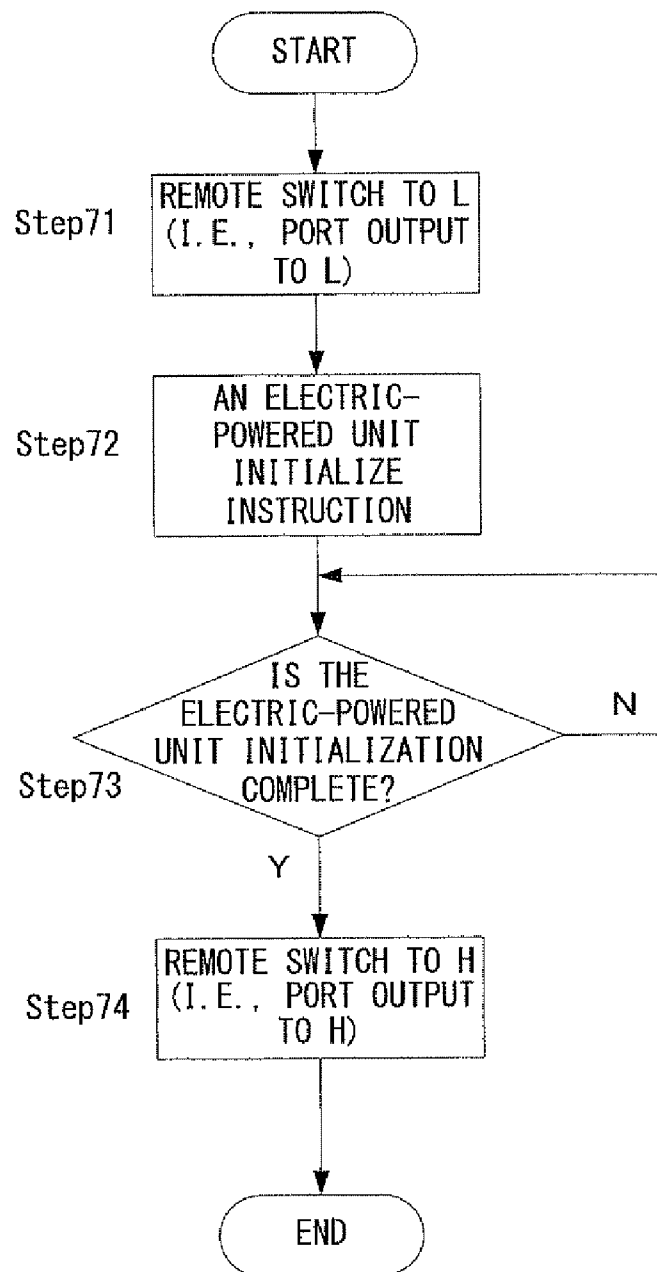 START
Step71
REMOTE SWITCH TO L
(I.E., PORT OUTPUT
TO L)
Step72
AN ELECTRIC-
POWERED UNIT
INITIALIZE
INSTRUCTION
Step73
IS THE
ELECTRIC-POWERED
UNIT INITIALIZATION
COMPLETE?
N
Y
Step74
REMOTE SWITCH TO H
(I.E., PORT OUTPUT
TO H)
END